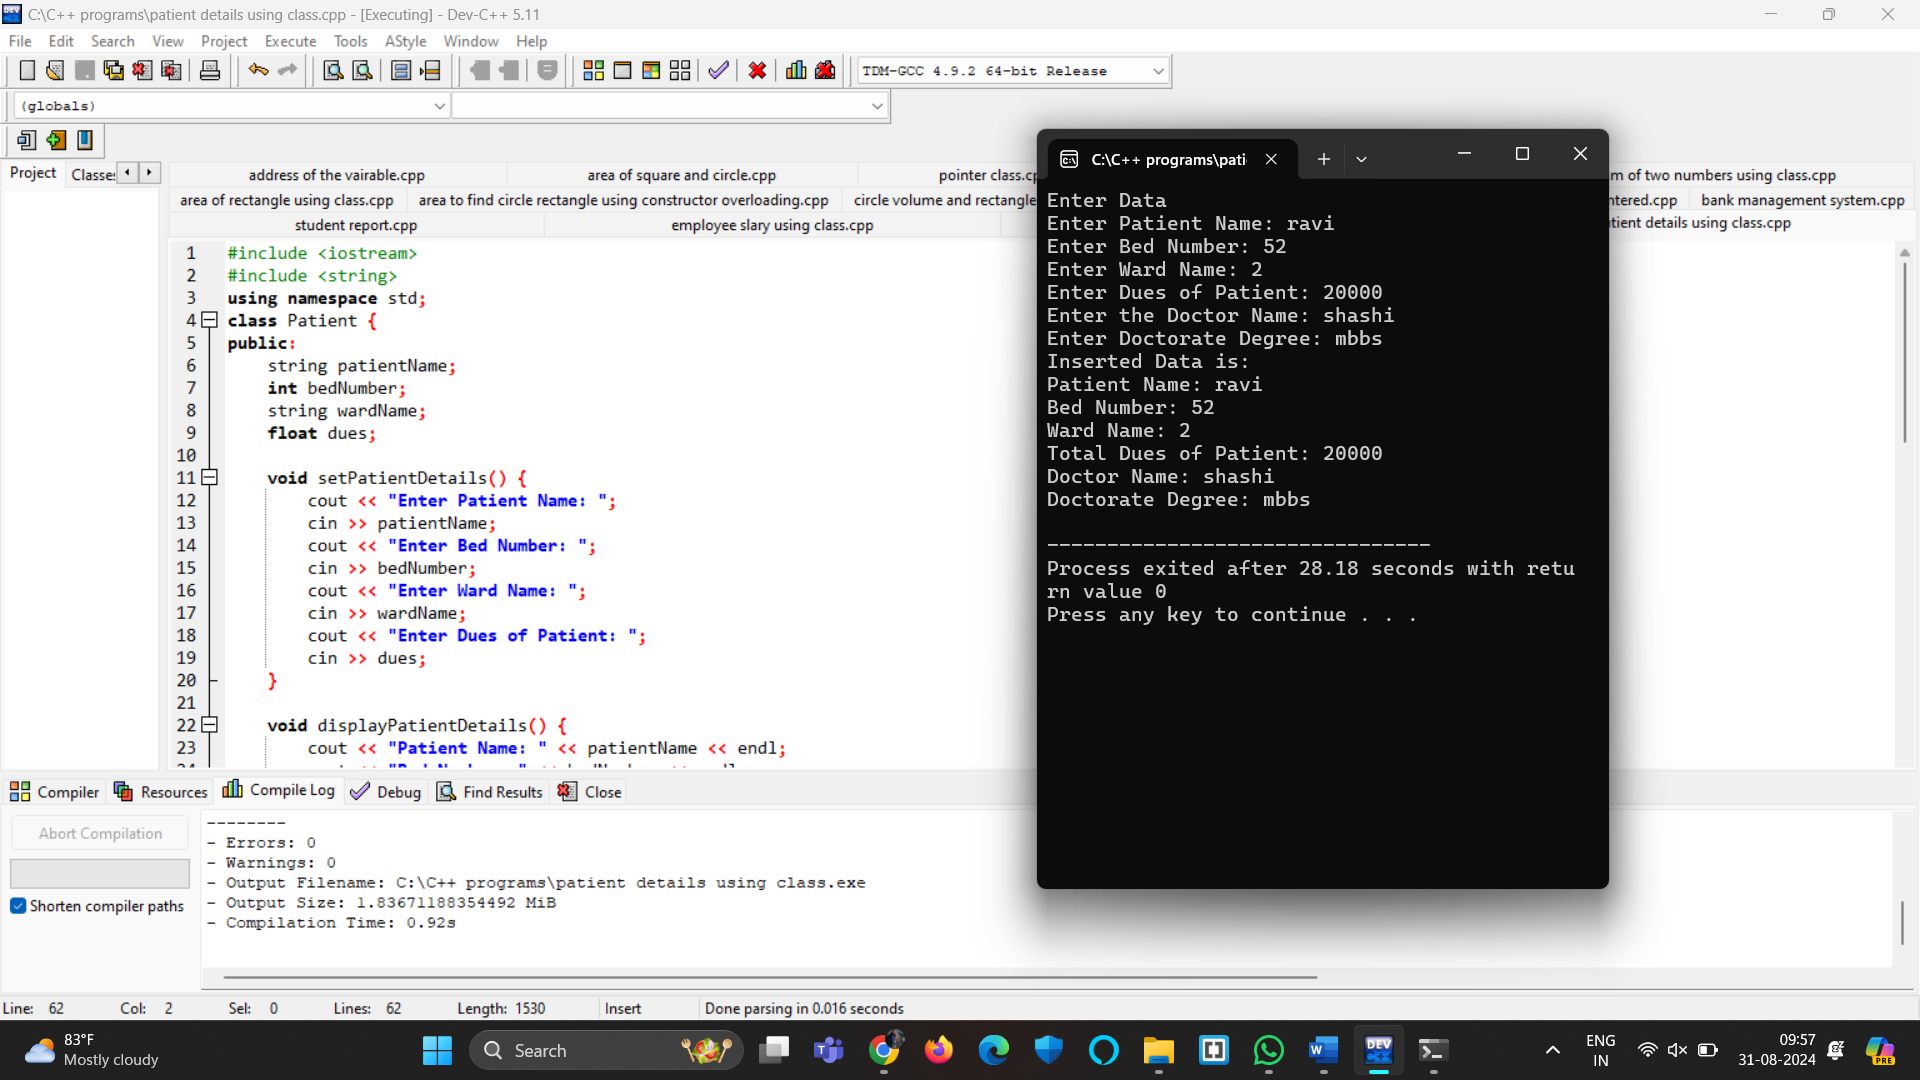 C:\C++ programs\patient details using class.cpp - [Executing] - Dev-C++ 5.11
File Edit Search View Project Execute Tools AStyle Window Help
TDM-GCC 4.9.2 64-bit Release
(globals)
Project Classes
address of the vairable.cpp area of square and circle.cpp pointer class.cp m of two numbers using class.cpp
area of rectangle using class.cpp area to find circle rectangle using constructor overloading.cpp circle volume and rectangle ntered.cpp bank management system.cpp
student report.cpp employee slary using class.cpp tient details using class.cpp
1 #include <iostream>
2 #include <string>
3 using namespace std;
4 class Patient {
5 public:
6 string patientName;
7 int bedNumber;
8 string wardName;
9 float dues;
10
11 void setPatientDetails() {
12 cout << "Enter Patient Name: ";
13 cin >> patientName;
14 cout << "Enter Bed Number: ";
15 cin >> bedNumber;
16 cout << "Enter Ward Name: ";
17 cin >> wardName;
18 cout << "Enter Dues of Patient: ";
19 cin >> dues;
20 }
21
22 void displayPatientDetails() {
23 cout << "Patient Name: " << patientName << endl;
C:\C++ programs\pati
Enter Data
Enter Patient Name: ravi
Enter Bed Number: 52
Enter Ward Name: 2
Enter Dues of Patient: 20000
Enter the Doctor Name: shashi
Enter Doctorate Degree: mbbs
Inserted Data is:
Patient Name: ravi
Bed Number: 52
Ward Name: 2
Total Dues of Patient: 20000
Doctor Name: shashi
Doctorate Degree: mbbs
--------------------------------
Process exited after 28.18 seconds with retu
rn value 0
Press any key to continue . . .
Compiler Resources Compile Log Debug Find Results Close
Abort Compilation
Shorten compiler paths
--------
- Errors: 0
- Warnings: 0
- Output Filename: C:\C++ programs\patient details using class.exe
- Output Size: 1.83671188354492 MiB
- Compilation Time: 0.92s
Line: 62 Col: 2 Sel: 0 Lines: 62 Length: 1530 Insert Done parsing in 0.016 seconds
83°F
Mostly cloudy
Search
DEV
ENG
IN
09:57
31-08-2024
PRE